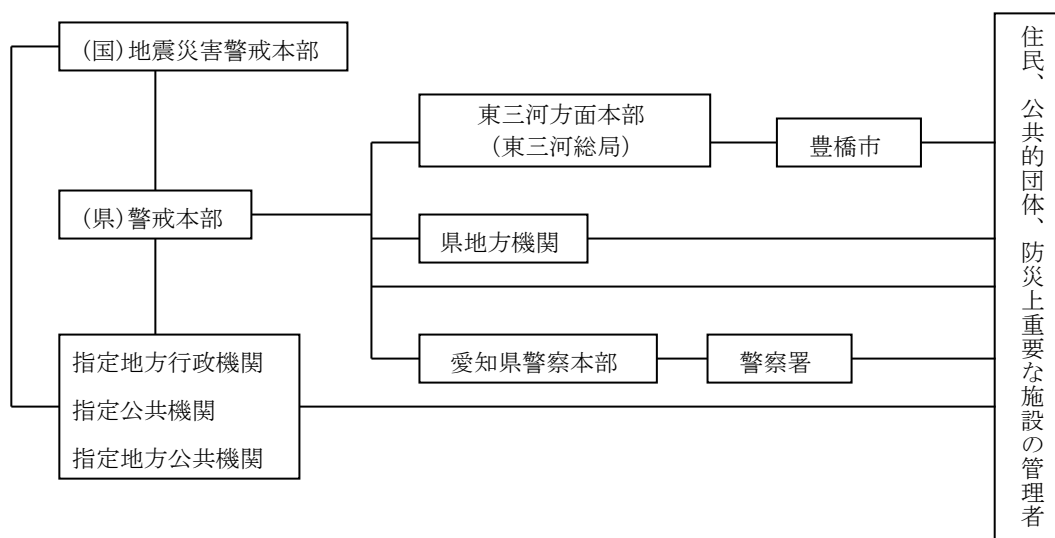 (国)地震災害警戒本部
東三河方面本部
(東三河総局)
豊橋市
(県)警戒本部
県地方機関
愛知県警察本部
警察署
指定地方行政機関
指定公共機関
指定地方公共機関
住民、公共的団体、防災上重要な施設の管理者